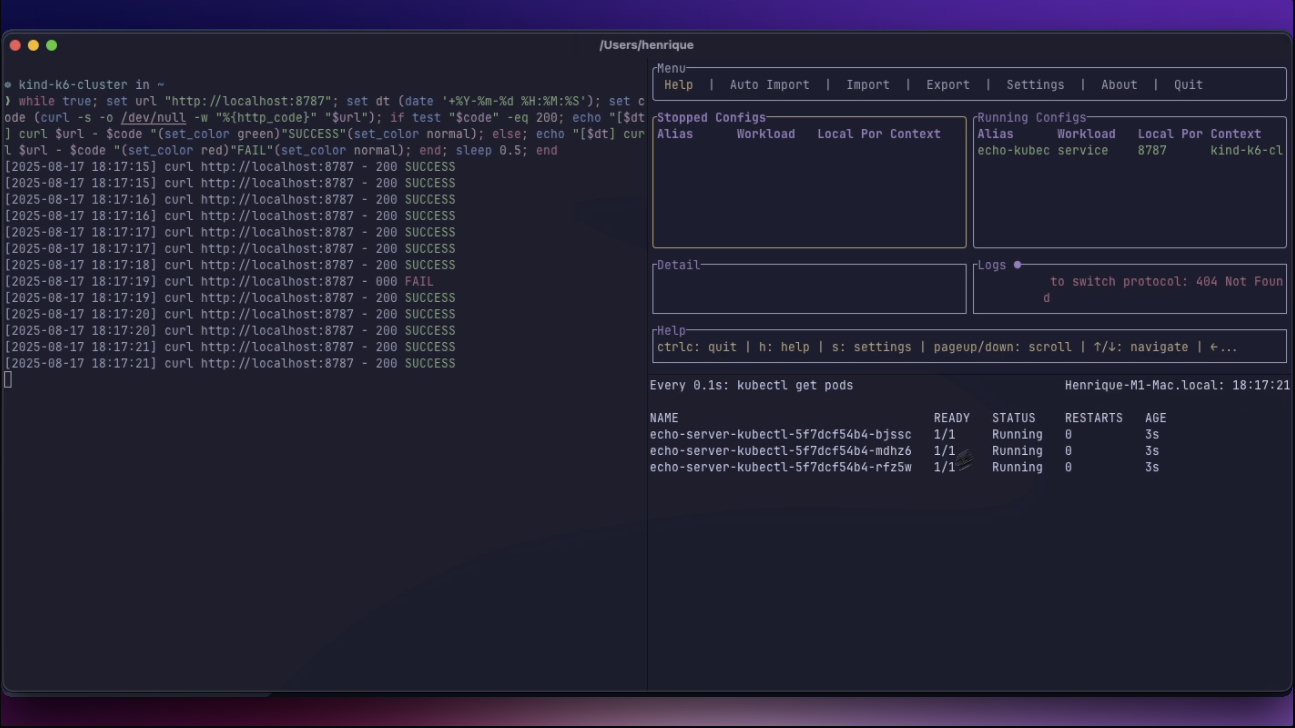 /Users/henrique
kind-k6-cluster in ~
❯ while true; set url "http://localhost:8787"; set dt (date '+%Y-%m-%d %H:%M:%S'); set c
ode (curl -s -o /dev/null -w "%{http_code}" "$url"); if test "$code" -eq 200; echo "[$dt
] curl $url - $code "(set_color green)"SUCCESS"(set_color normal); else; echo "[$dt] cur
l $url - $code "(set_color red)"FAIL"(set_color normal); end; sleep 0.5; end
[2025-08-17 18:17:15] curl http://localhost:8787 - 200 SUCCESS
[2025-08-17 18:17:15] curl http://localhost:8787 - 200 SUCCESS
[2025-08-17 18:17:16] curl http://localhost:8787 - 200 SUCCESS
[2025-08-17 18:17:16] curl http://localhost:8787 - 200 SUCCESS
[2025-08-17 18:17:17] curl http://localhost:8787 - 200 SUCCESS
[2025-08-17 18:17:17] curl http://localhost:8787 - 200 SUCCESS
[2025-08-17 18:17:18] curl http://localhost:8787 - 200 SUCCESS
[2025-08-17 18:17:19] curl http://localhost:8787 - 000 FAIL
[2025-08-17 18:17:19] curl http://localhost:8787 - 200 SUCCESS
[2025-08-17 18:17:20] curl http://localhost:8787 - 200 SUCCESS
[2025-08-17 18:17:20] curl http://localhost:8787 - 200 SUCCESS
[2025-08-17 18:17:21] curl http://localhost:8787 - 200 SUCCESS
[2025-08-17 18:17:21] curl http://localhost:8787 - 200 SUCCESS
Menu
Help | Auto Import | Import | Export | Settings | About | Quit
Stopped Configs
Alias Workload Local Por Context
Running Configs
Alias Workload Local Por Context
echo-kubec service 8787 kind-k6-cl
Detail
Logs ●
to switch protocol: 404 Not Foun
d
Help
ctrlc: quit | h: help | s: settings | pageup/down: scroll | ↑/↓: navigate | ←...
Every 0.1s: kubectl get pods Henrique-M1-Mac.local: 18:17:21
NAME READY STATUS RESTARTS AGE
echo-server-kubectl-5f7dcf54b4-bjssc 1/1 Running 0 3s
echo-server-kubectl-5f7dcf54b4-mdhz6 1/1 Running 0 3s
echo-server-kubectl-5f7dcf54b4-rfz5w 1/1 Running 0 3s